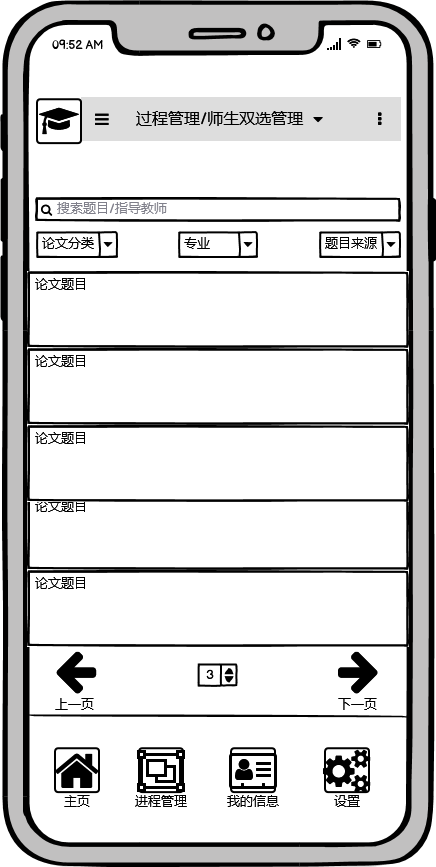 09:52 AM
过程管理/师生双选管理
搜索题目/指导教师
论文分类 专业 题目来源
论文题目
论文题目
论文题目
论文题目
论文题目
3
上一页 下一页
主页 进程管理 我的信息 设置